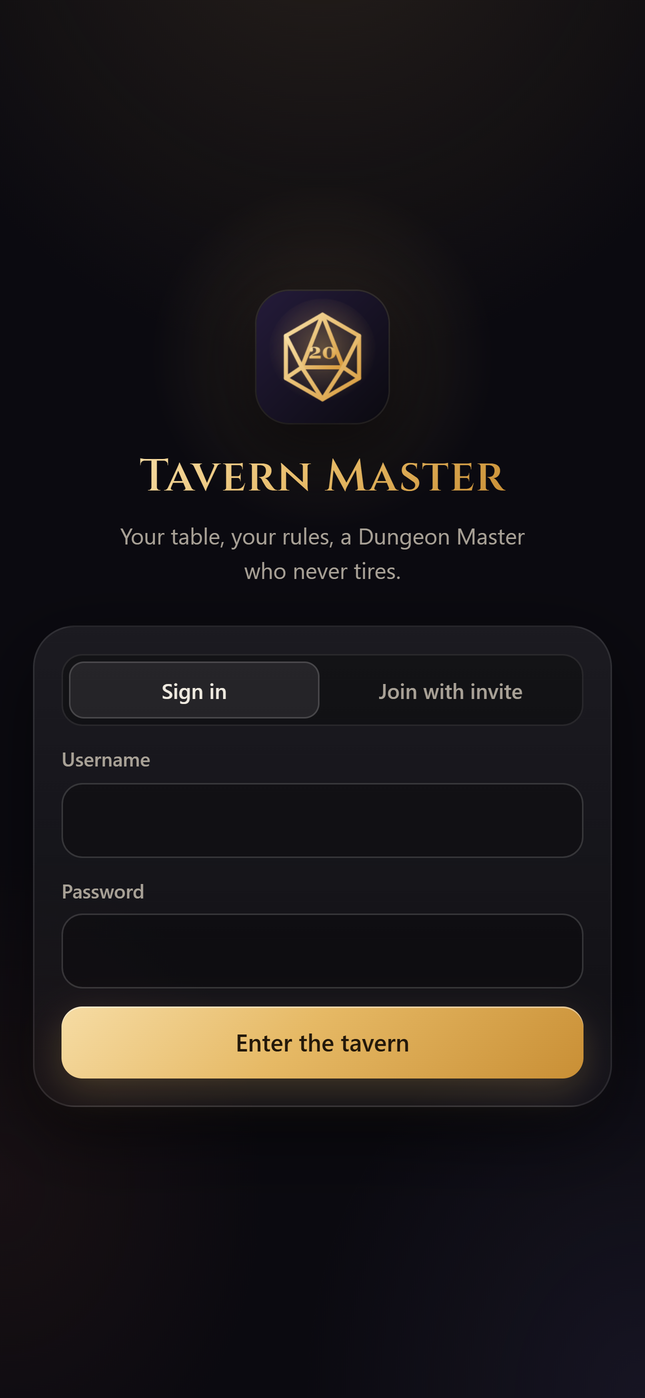 20
Tavern Master
Your table, your rules, a Dungeon Master
who never tires.
Sign in
Join with invite
Username
Password
Enter the tavern